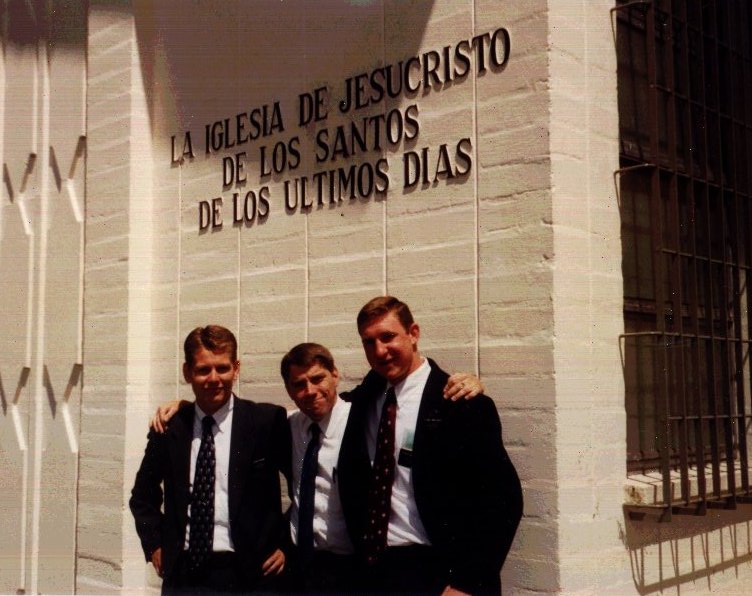 LA IGLESIA DE JESUCRISTO
DE LOS SANTOS
DE LOS ULTIMOS DIAS